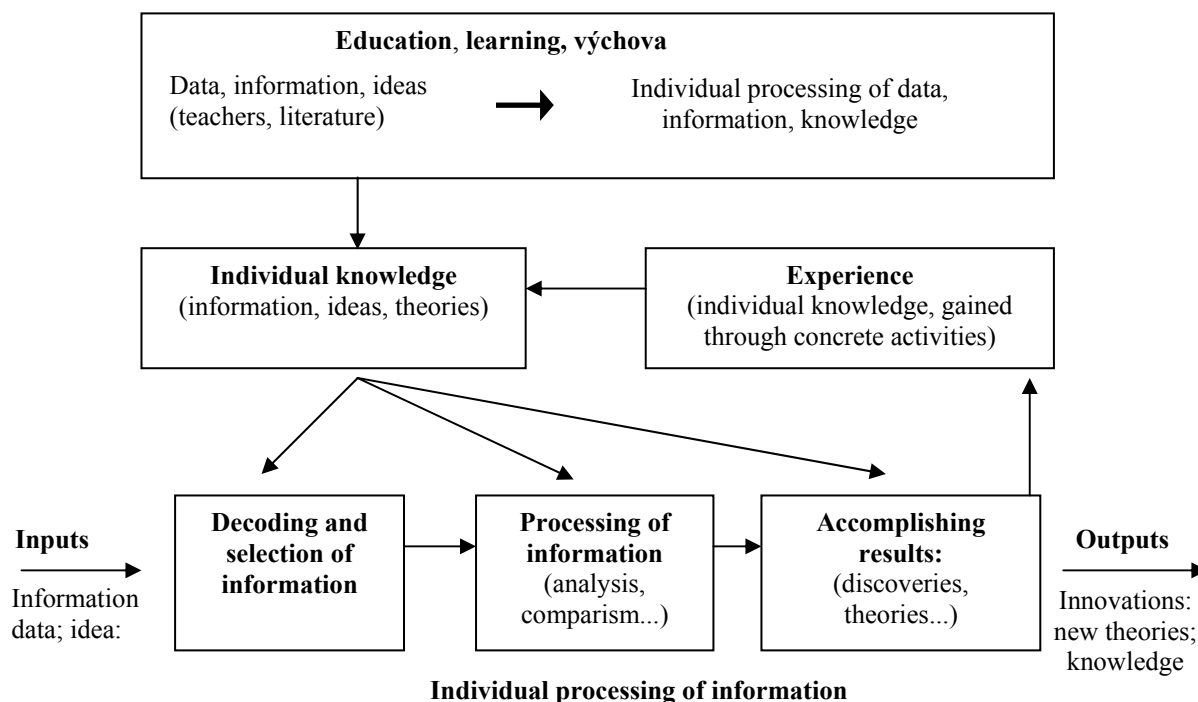 Education, learning, výchova
Data, information, ideas
(teachers, literature)
Individual processing of data,
information, knowledge
Individual knowledge
(information, ideas, theories)
Experience
(individual knowledge, gained
through concrete activities)
Inputs
Information
data; idea:
Decoding and
selection of
information
Processing of
information
(analysis,
comparism...)
Accomplishing
results:
(discoveries,
theories...)
Outputs
Innovations:
new theories;
knowledge
Individual processing of information